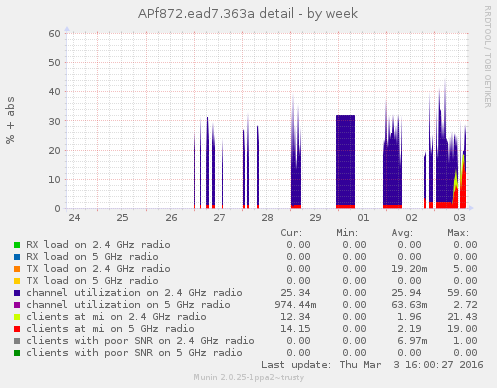 APf872.ead7.363a detail - by week
RRDTOOL / TOBI OETIKER
% + abs
60
50
40
30
20
10
0
24 25 26 27 28 29 01 02 03
Cur: Min: Avg: Max:
RX load on 2.4 GHz radio 0.00 0.00 0.00 0.00
RX load on 5 GHz radio 0.00 0.00 0.00 0.00
TX load on 2.4 GHz radio 0.00 0.00 19.20m 5.00
TX load on 5 GHz radio 0.00 0.00 0.00 0.00
channel utilization on 2.4 GHz radio 25.34 0.00 25.94 59.60
channel utilization on 5 GHz radio 974.44m 0.00 63.63m 2.72
clients at mi on 2.4 GHz radio 12.34 0.00 1.96 21.43
clients at mi on 5 GHz radio 14.15 0.00 2.19 19.00
clients with poor SNR on 2.4 GHz radio 0.00 0.00 6.97m 1.00
clients with poor SNR on 5 GHz radio 0.00 0.00 0.00 0.00
Last update: Thu Mar 3 16:00:27 2016
Munin 2.0.25-1ppa2~trusty